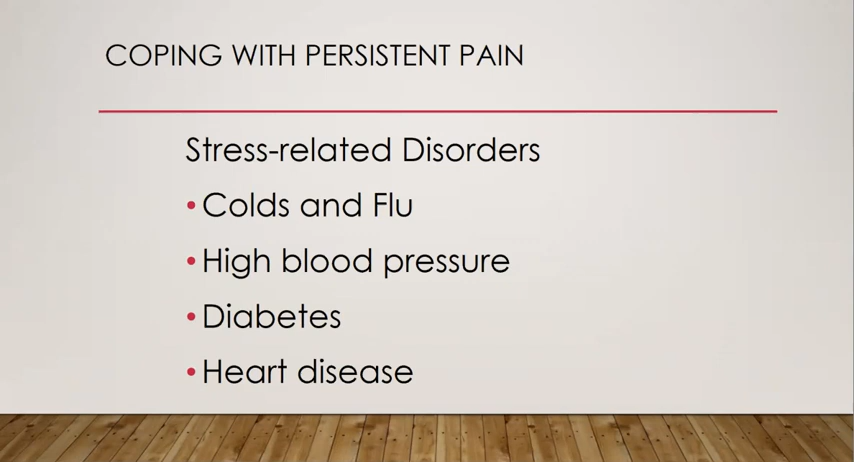 COPING WITH PERSISTENT PAIN
Stress-related Disorders
• Colds and Flu
• High blood pressure
• Diabetes
• Heart disease